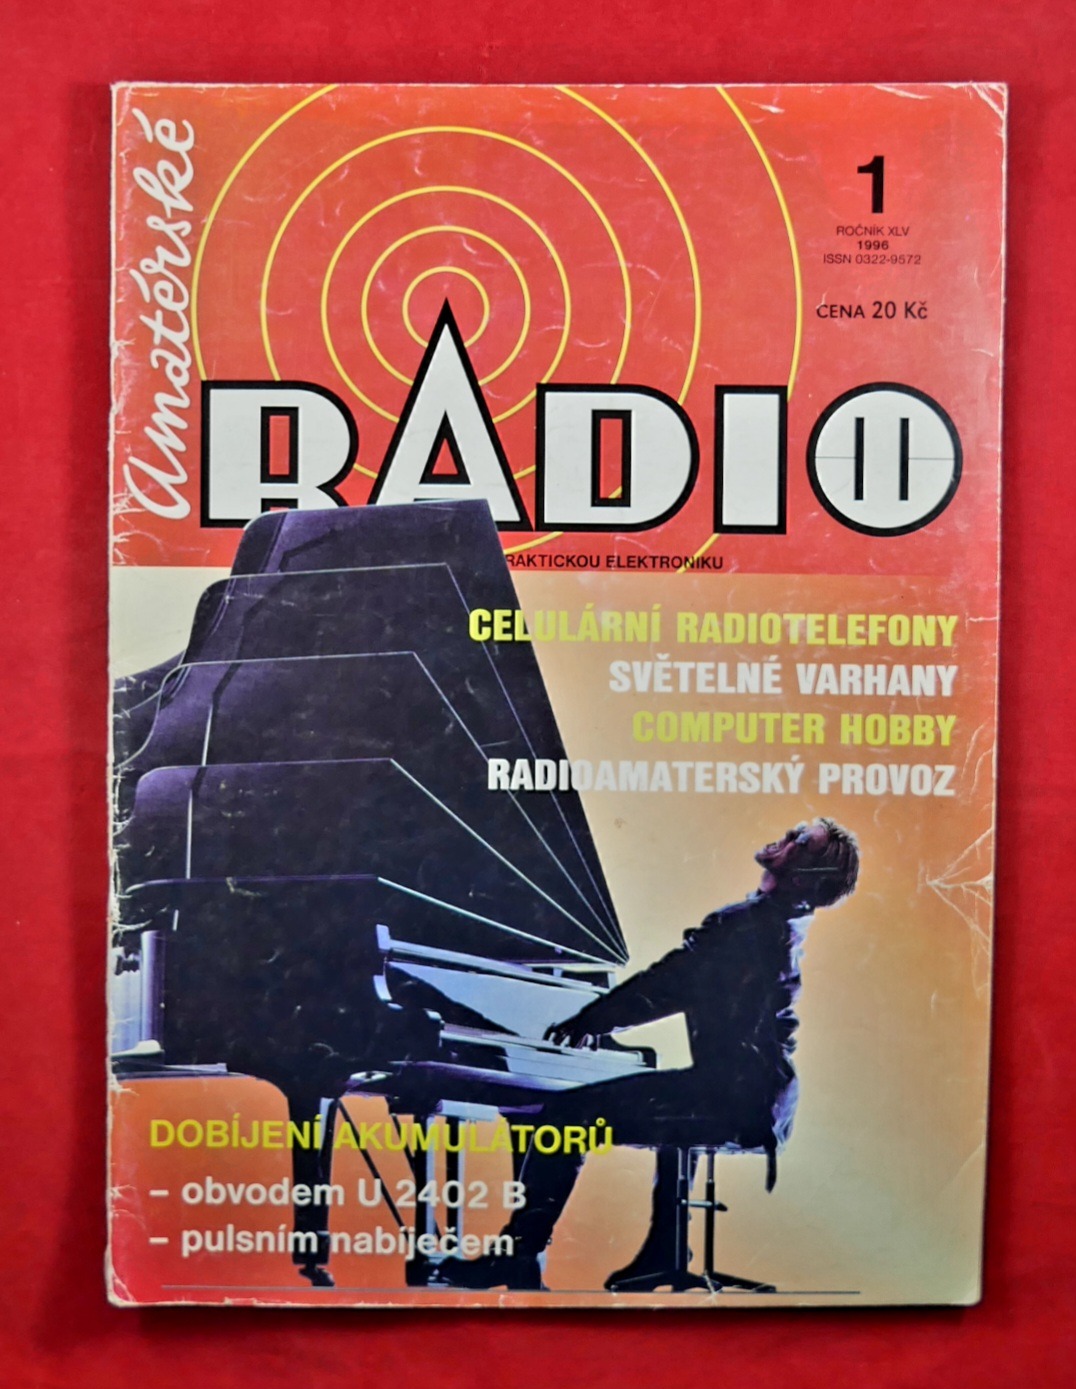 Amatérské
RADIO
1
ROČNÍK XLV
1996
ISSN 0322-9572
CENA 20 Kč
RAKTICKOU ELEKTRONIKU
CELULÁRNÍ RADIOTELEFONY
SVĚTELNÉ VARHANY
COMPUTER HOBBY
RADIOAMATERSKÝ PROVOZ
DOBÍJENÍ AKUMULÁTORŮ
– obvodem U 2402 B
– pulsním nabíječem